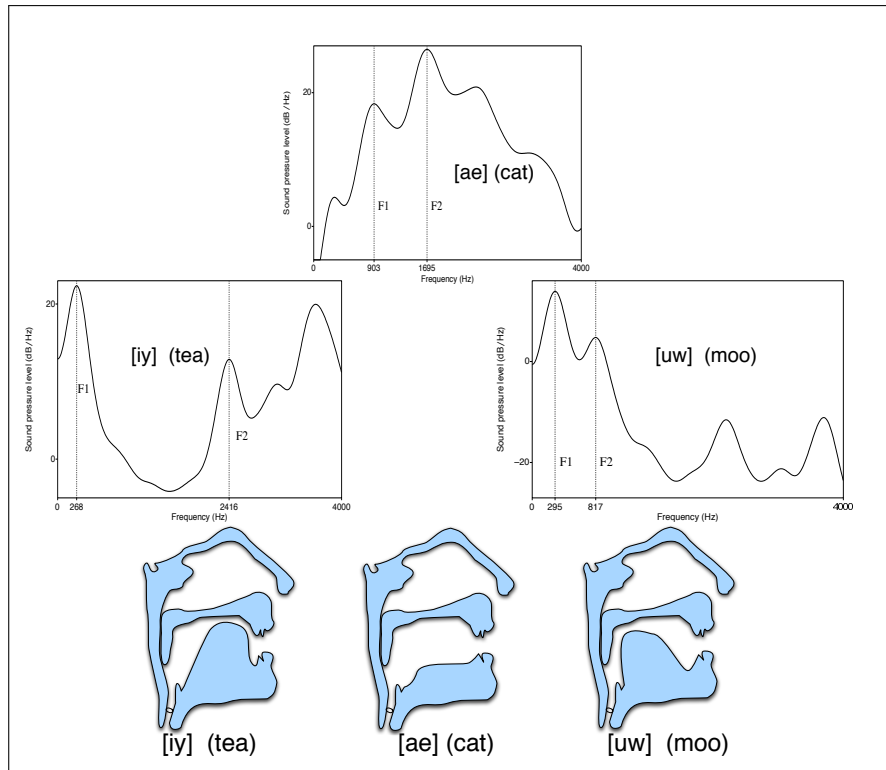 Sound pressure level (dB/Hz)
20
0
F1
F2
[ae] (cat)
0
903
1695
4000
Frequency (Hz)
Sound pressure level (dB/Hz)
20
0
[iy] (tea)
F1
F2
0
268
2416
4000
Frequency (Hz)
Sound pressure level (dB/Hz)
0
−20
[uw] (moo)
F1
F2
0
295
817
4000
Frequency (Hz)
[iy] (tea)
[ae] (cat)
[uw] (moo)